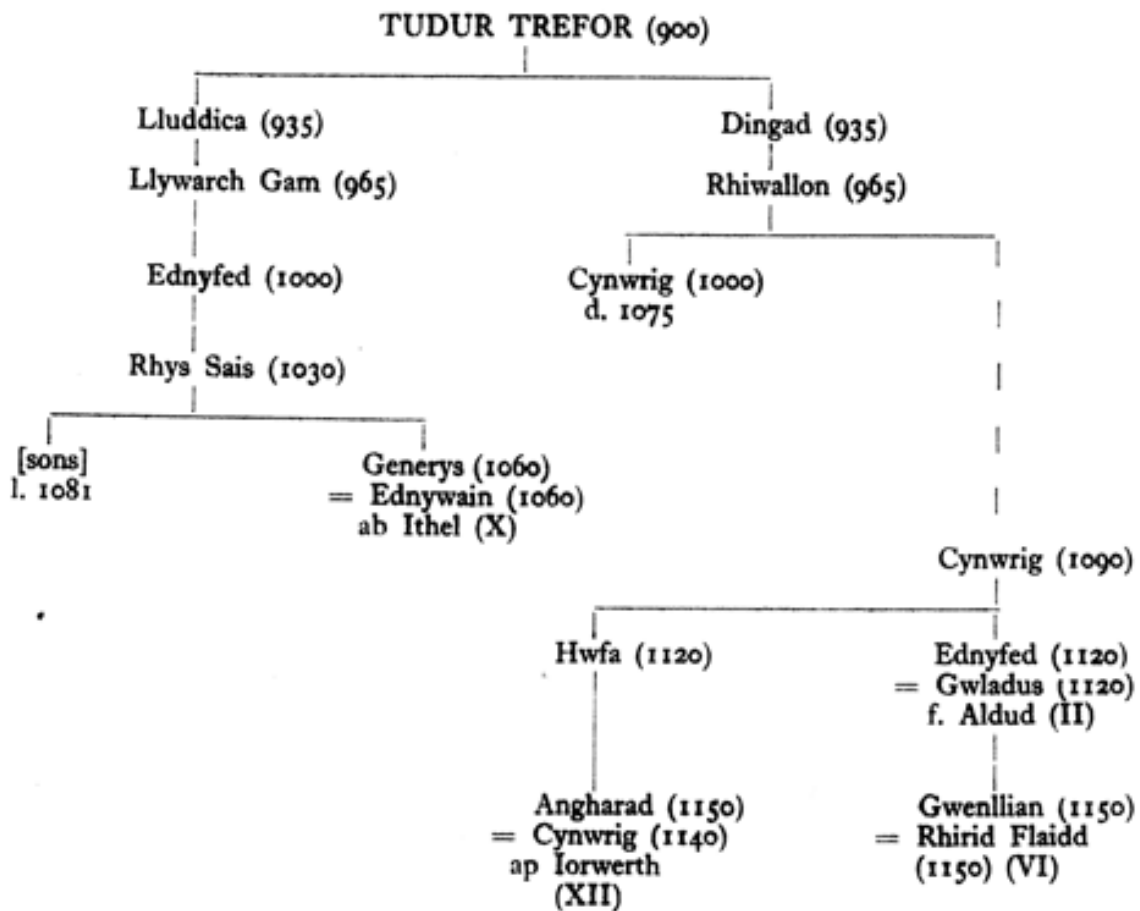 TUDUR TREFOR (900)
Lluddica (935)
Dingad (935)
Llywarch Gam (965)
Rhiwallon (965)
Ednyfed (1000)
Cynwrig (1000)
d. 1075
Rhys Sais (1030)
[sons]
l. 1081
Generys (1060)
= Ednywain (1060)
ab Ithel (X)
Cynwrig (1090)
Hwfa (1120)
Ednyfed (1120)
= Gwladus (1120)
f. Aldud (II)
Angharad (1150)
= Cynwrig (1140)
ap Iorwerth
(XII)
Gwenllian (1150)
= Rhirid Flaidd
(1150) (VI)